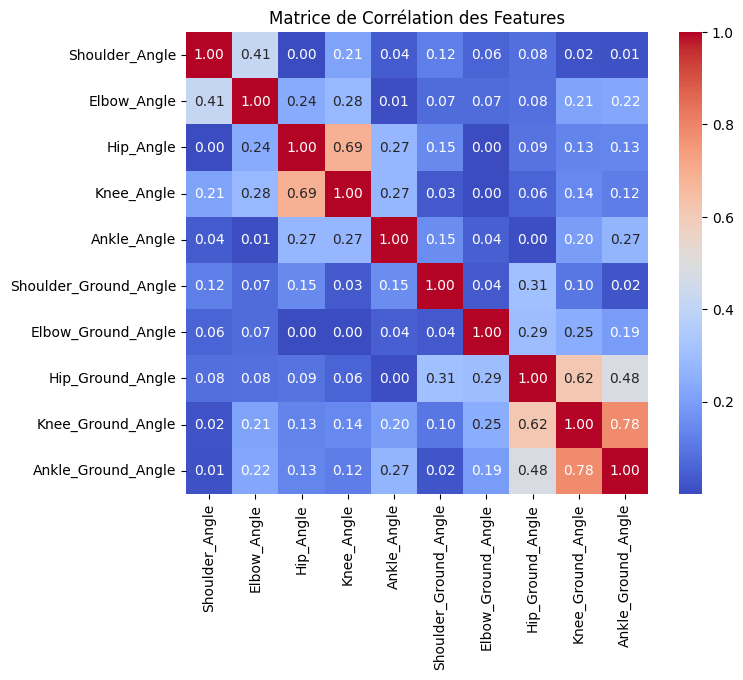 Matrice de Corrélation des Features
Shoulder_Angle 1.00 0.41 0.00 0.21 0.04 0.12 0.06 0.08 0.02 0.01
Elbow_Angle 0.41 1.00 0.24 0.28 0.01 0.07 0.07 0.08 0.21 0.22
Hip_Angle 0.00 0.24 1.00 0.69 0.27 0.15 0.00 0.09 0.13 0.13
Knee_Angle 0.21 0.28 0.69 1.00 0.27 0.03 0.00 0.06 0.14 0.12
Ankle_Angle 0.04 0.01 0.27 0.27 1.00 0.15 0.04 0.00 0.20 0.27
Shoulder_Ground_Angle 0.12 0.07 0.15 0.03 0.15 1.00 0.04 0.31 0.10 0.02
Elbow_Ground_Angle 0.06 0.07 0.00 0.00 0.04 0.04 1.00 0.29 0.25 0.19
Hip_Ground_Angle 0.08 0.08 0.09 0.06 0.00 0.31 0.29 1.00 0.62 0.48
Knee_Ground_Angle 0.02 0.21 0.13 0.14 0.20 0.10 0.25 0.62 1.00 0.78
Ankle_Ground_Angle 0.01 0.22 0.13 0.12 0.27 0.02 0.19 0.48 0.78 1.00
Shoulder_Angle
Elbow_Angle
Hip_Angle
Knee_Angle
Ankle_Angle
Shoulder_Ground_Angle
Elbow_Ground_Angle
Hip_Ground_Angle
Knee_Ground_Angle
Ankle_Ground_Angle
1.0
0.8
0.6
0.4
0.2